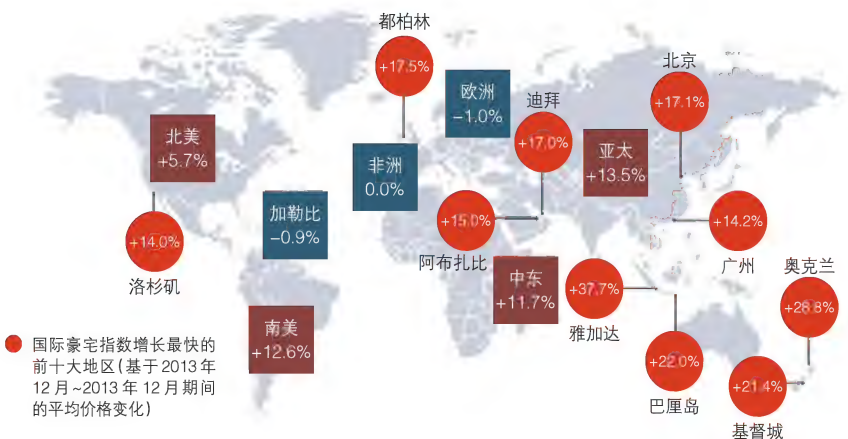 都柏林
+17.5%
欧洲
-1.0%
迪拜
+17.0%
北京
+17.1%
北美
+5.7%
非洲
0.0%
亚太
+13.5%
加勒比
-0.9%
+14.0%
洛杉矶
+15.0%
阿布扎比
+14.2%
广州
中东
+11.7%
+37.7%
雅加达
奥克兰
+28.8%
南美
+12.6%
+22.0%
巴厘岛
+21.4%
基督城
国际豪宅指数增长最快的
前十大地区（基于2013年
12月~2013年12月期间
的平均价格变化）